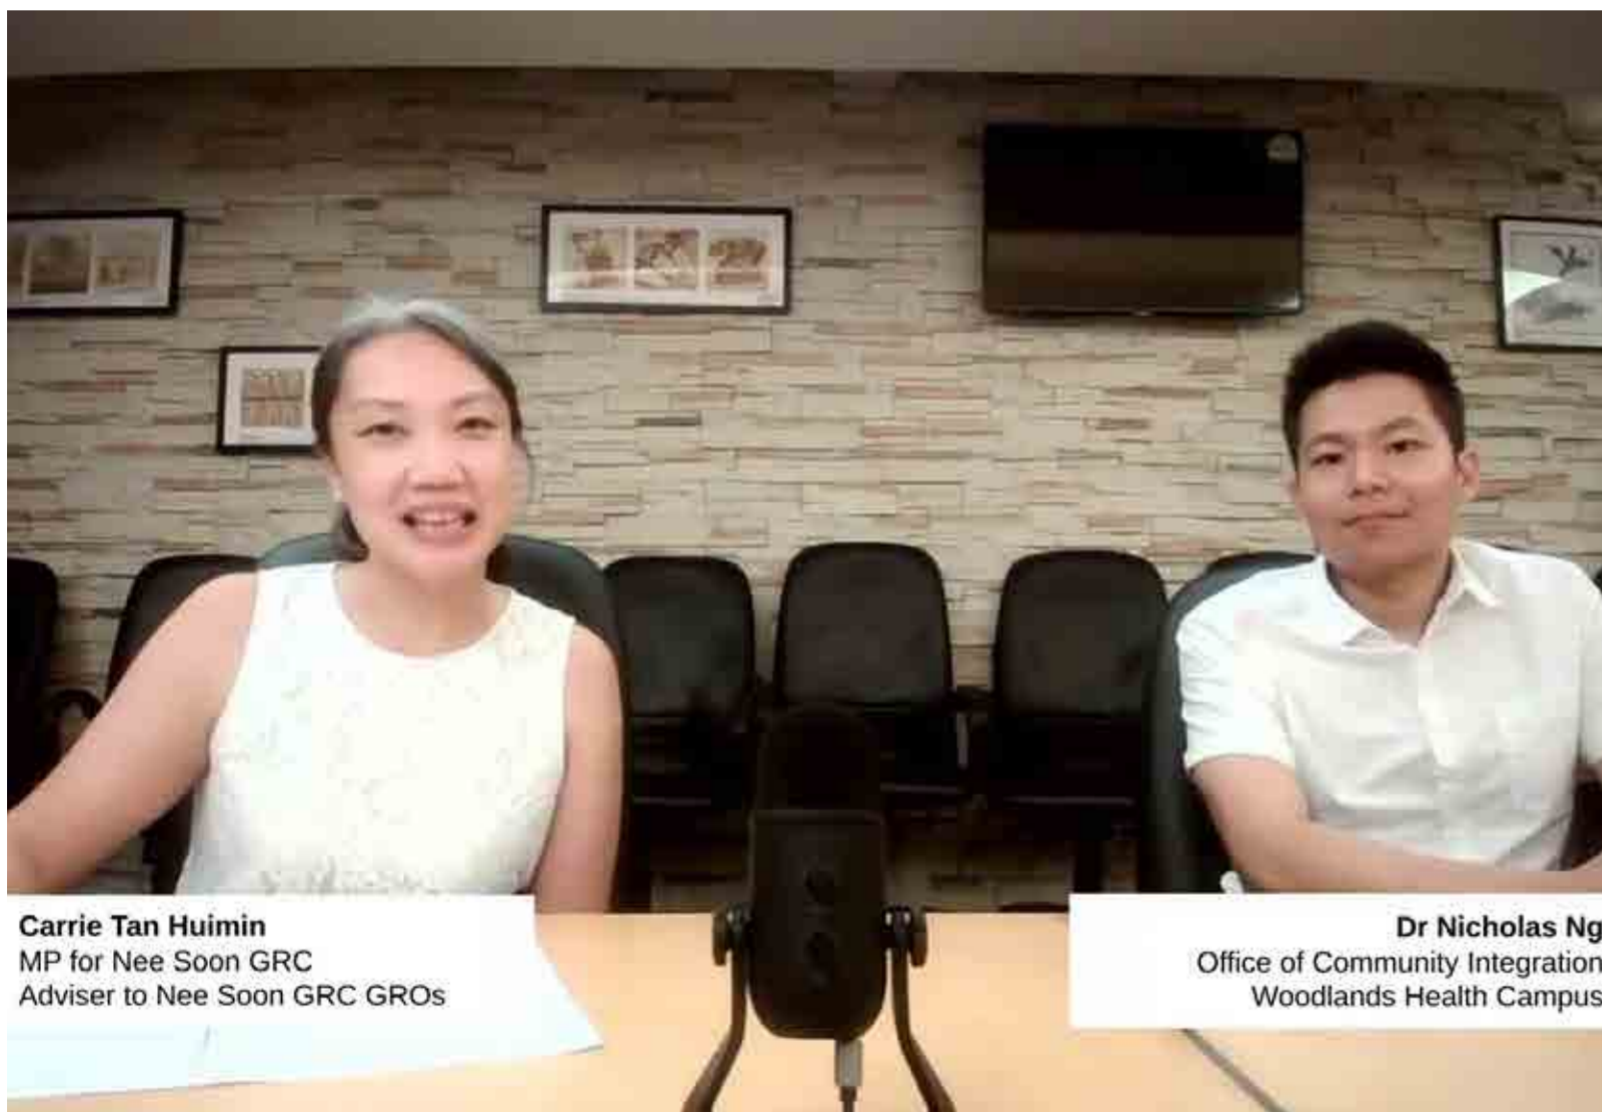 Carrie Tan Huimin
MP for Nee Soon GRC
Adviser to Nee Soon GRC GROs
Dr Nicholas Ng
Office of Community Integration
Woodlands Health Campus